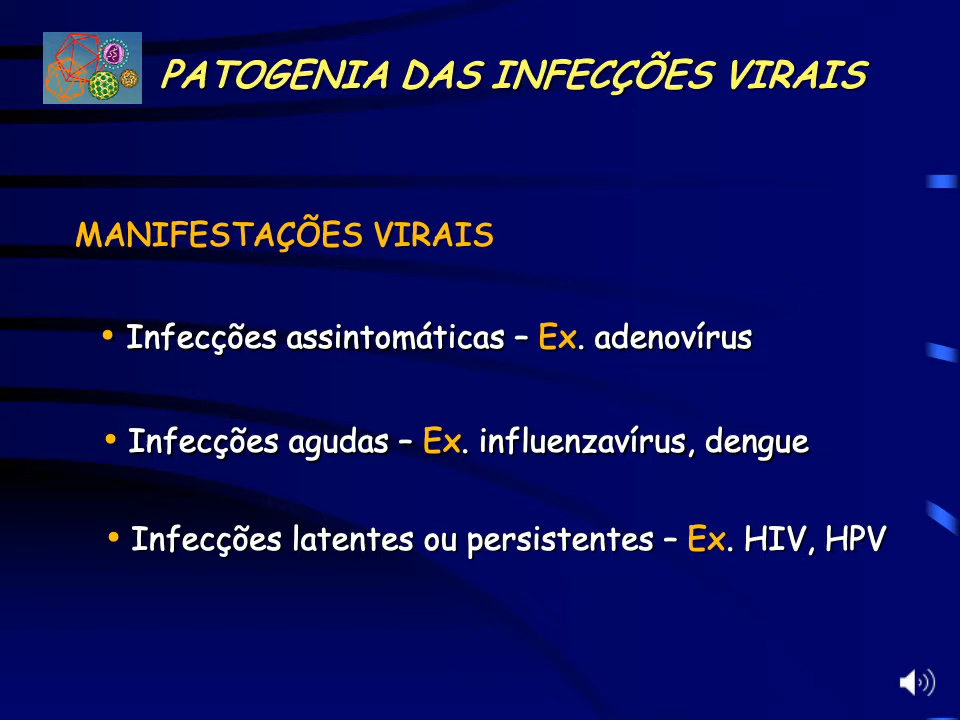 PATOGENIA DAS INFECÇÕES VIRAIS
MANIFESTAÇÕES VIRAIS
• Infecções assintomáticas – Ex. adenovírus
• Infecções agudas – Ex. influenzavírus, dengue
• Infecções latentes ou persistentes – Ex. HIV, HPV